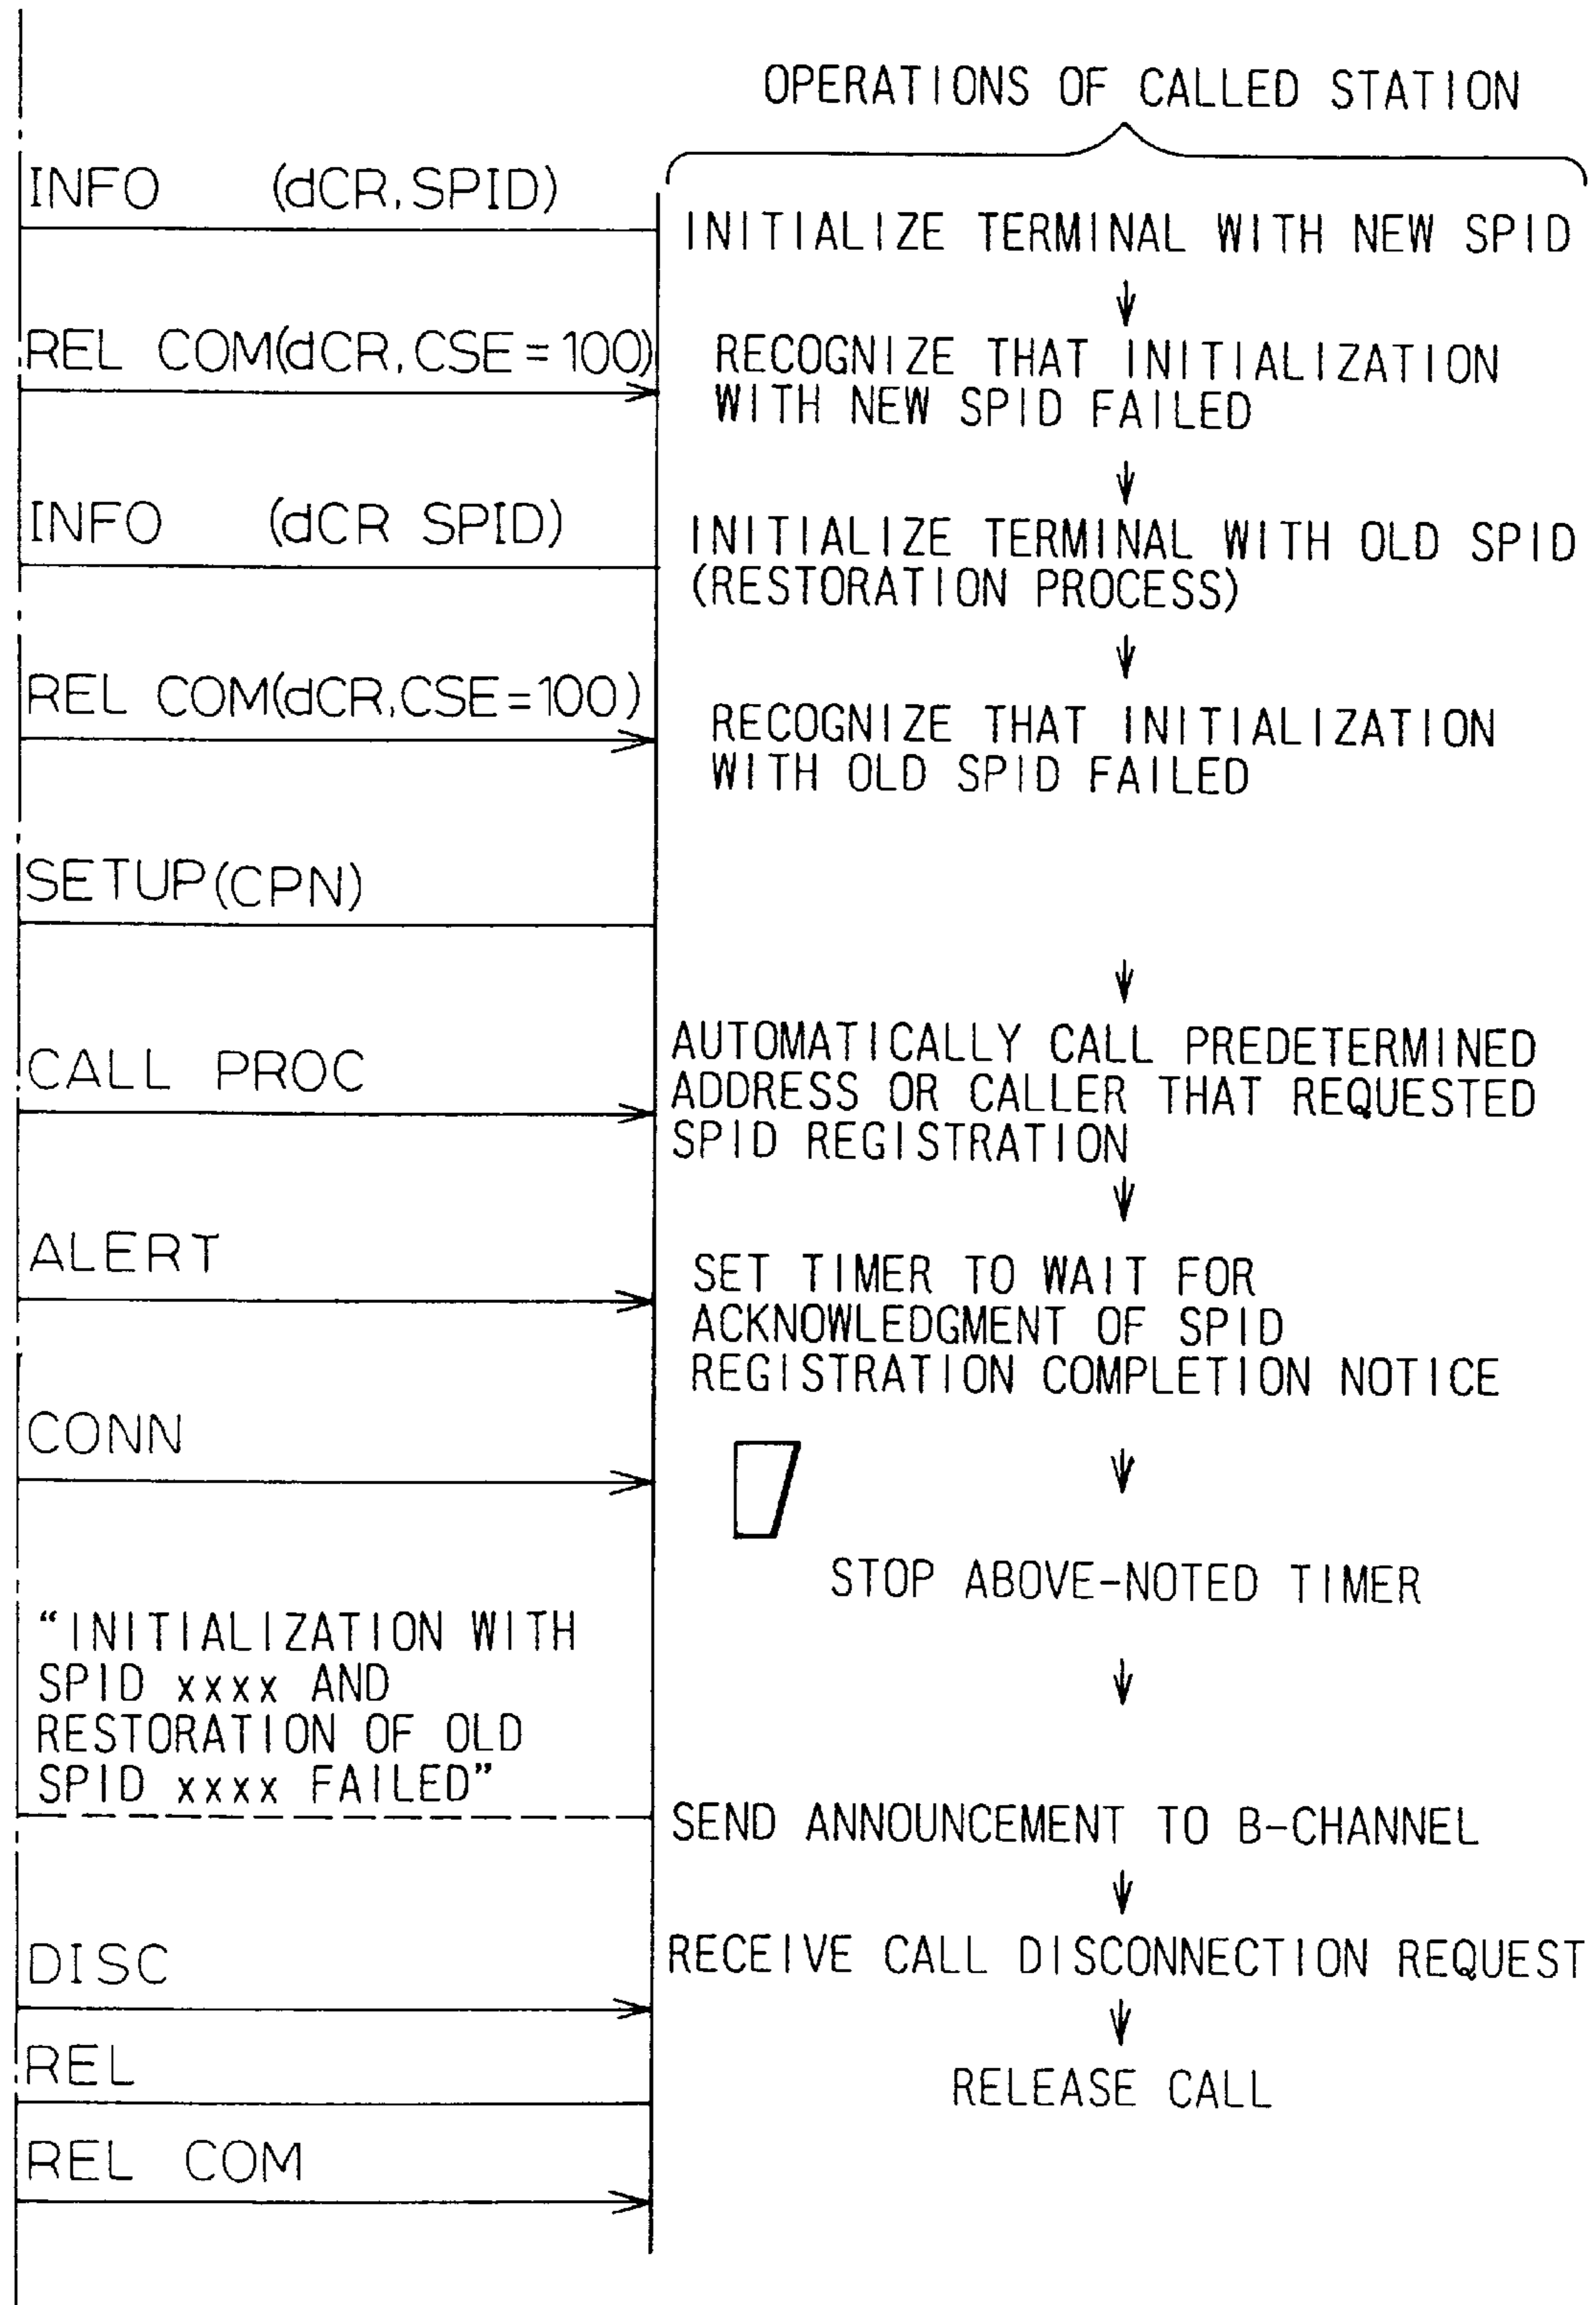 OPERATIONS OF CALLED STATION
INFO (dCR,SPID)
INITIALIZE TERMINAL WITH NEW SPID
REL COM(dCR,CSE=100)
RECOGNIZE THAT INITIALIZATION
WITH NEW SPID FAILED
INFO (dCR SPID)
INITIALIZE TERMINAL WITH OLD SPID
(RESTORATION PROCESS)
REL COM(dCR,CSE=100)
RECOGNIZE THAT INITIALIZATION
WITH OLD SPID FAILED
SETUP(CPN)
CALL PROC
AUTOMATICALLY CALL PREDETERMINED
ADDRESS OR CALLER THAT REQUESTED
SPID REGISTRATION
ALERT
SET TIMER TO WAIT FOR
ACKNOWLEDGMENT OF SPID
REGISTRATION COMPLETION NOTICE
CONN
STOP ABOVE-NOTED TIMER
“INITIALIZATION WITH
SPID xxxx AND
RESTORATION OF OLD
SPID xxxx FAILED”
SEND ANNOUNCEMENT TO B-CHANNEL
DISC
RECEIVE CALL DISCONNECTION REQUEST
REL
RELEASE CALL
REL COM